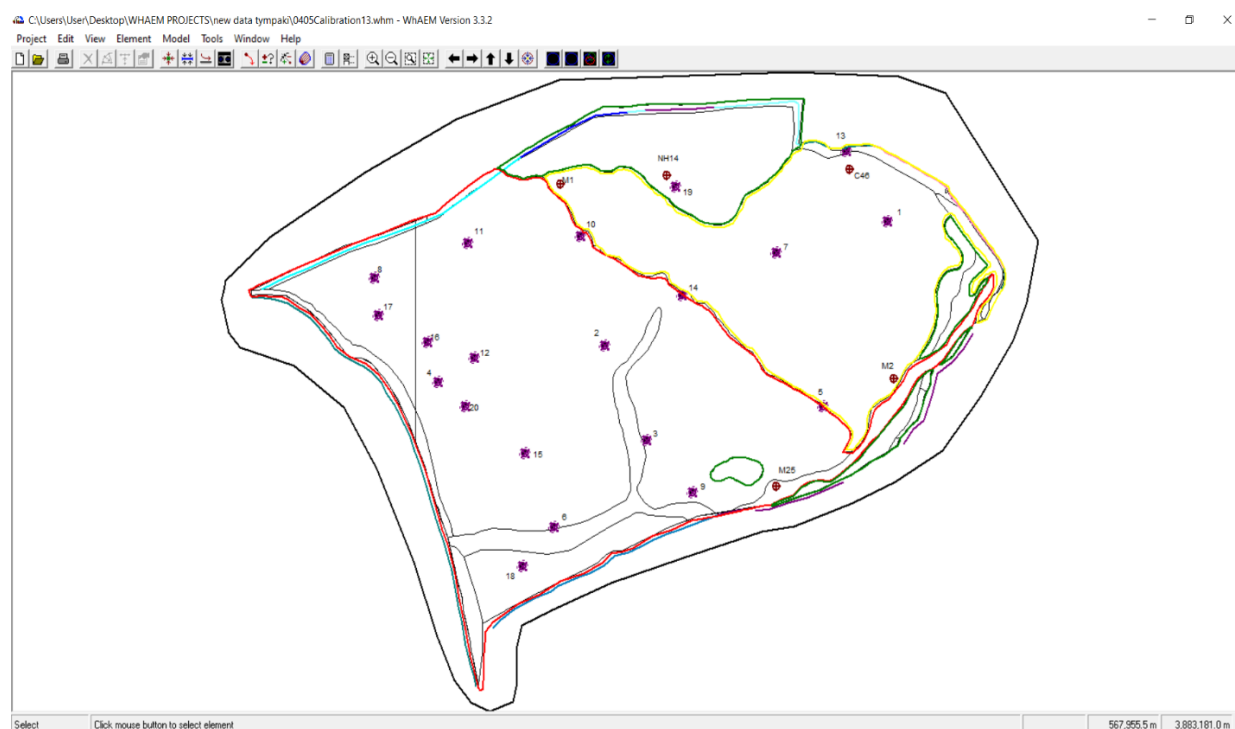 C:\Users\User\Desktop\WHAEM PROJECTS\new data tympaki\0405Calibration13.whm - WhAEM Version 3.3.2
Project Edit View Element Model Tools Window Help
13
NH14
C46
M1
19
1
10
11
7
8
14
17
2
16
12
M2
4
5
20
3
15
M25
9
6
18
Select Click mouse button to select element 567,955.5 m 3,883,181.0 m